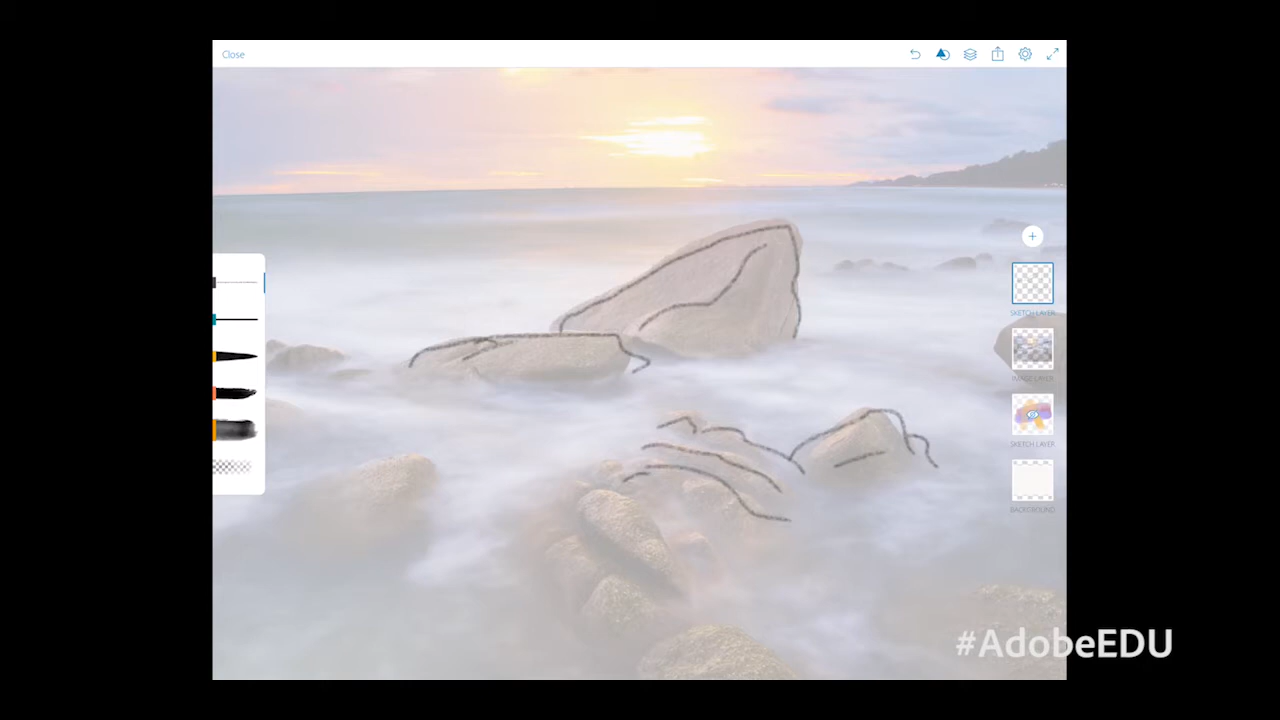 Close
SKETCH LAYER
IMAGE LAYER
SKETCH LAYER
BACKGROUND
#AdobeEDU